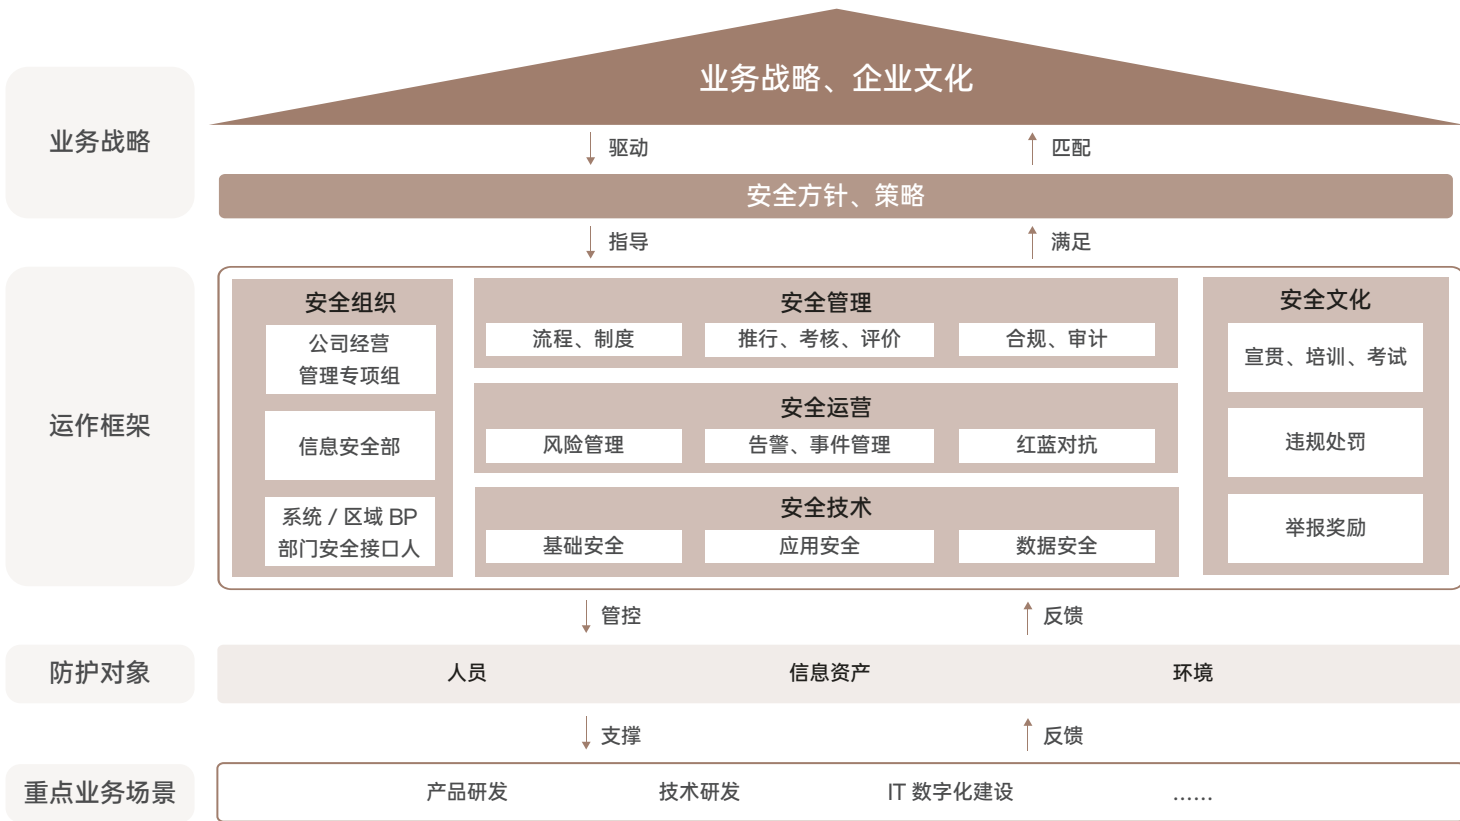 业务战略、企业文化
业务战略
驱动
匹配
安全方针、策略
指导
满足
运作框架
安全组织
公司经营
管理专项组
信息安全部
系统 / 区域 BP
部门安全接口人
安全管理
流程、制度
推行、考核、评价
合规、审计
安全运营
风险管理
告警、事件管理
红蓝对抗
安全技术
基础安全
应用安全
数据安全
安全文化
宣贯、培训、考试
违规处罚
举报奖励
管控
反馈
防护对象
人员
信息资产
环境
支撑
反馈
重点业务场景
产品研发
技术研发
IT 数字化建设
......